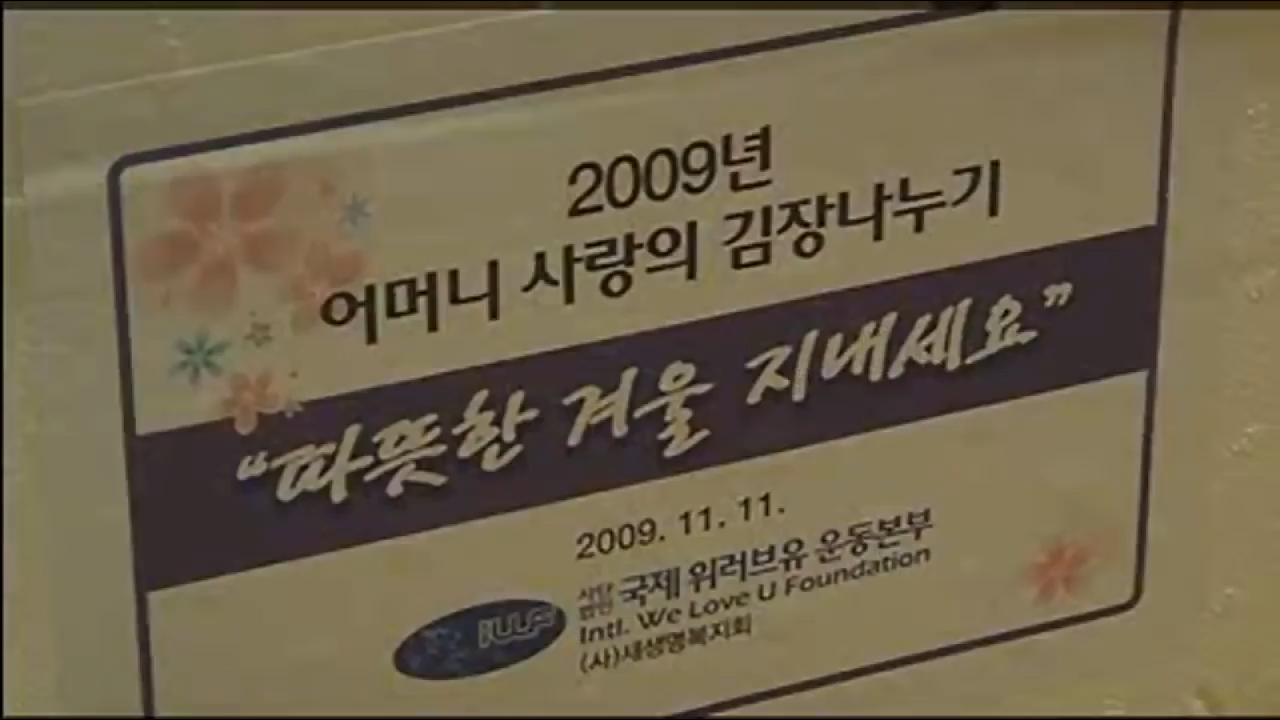 2009년
어머니 사랑의 김장나누기
“따뜻한 겨울 지내세요”
2009. 11. 11.
사단법인 국제 위러브유 운동본부
Intl. We Love U Foundation
(사)새생명복지회
IWF